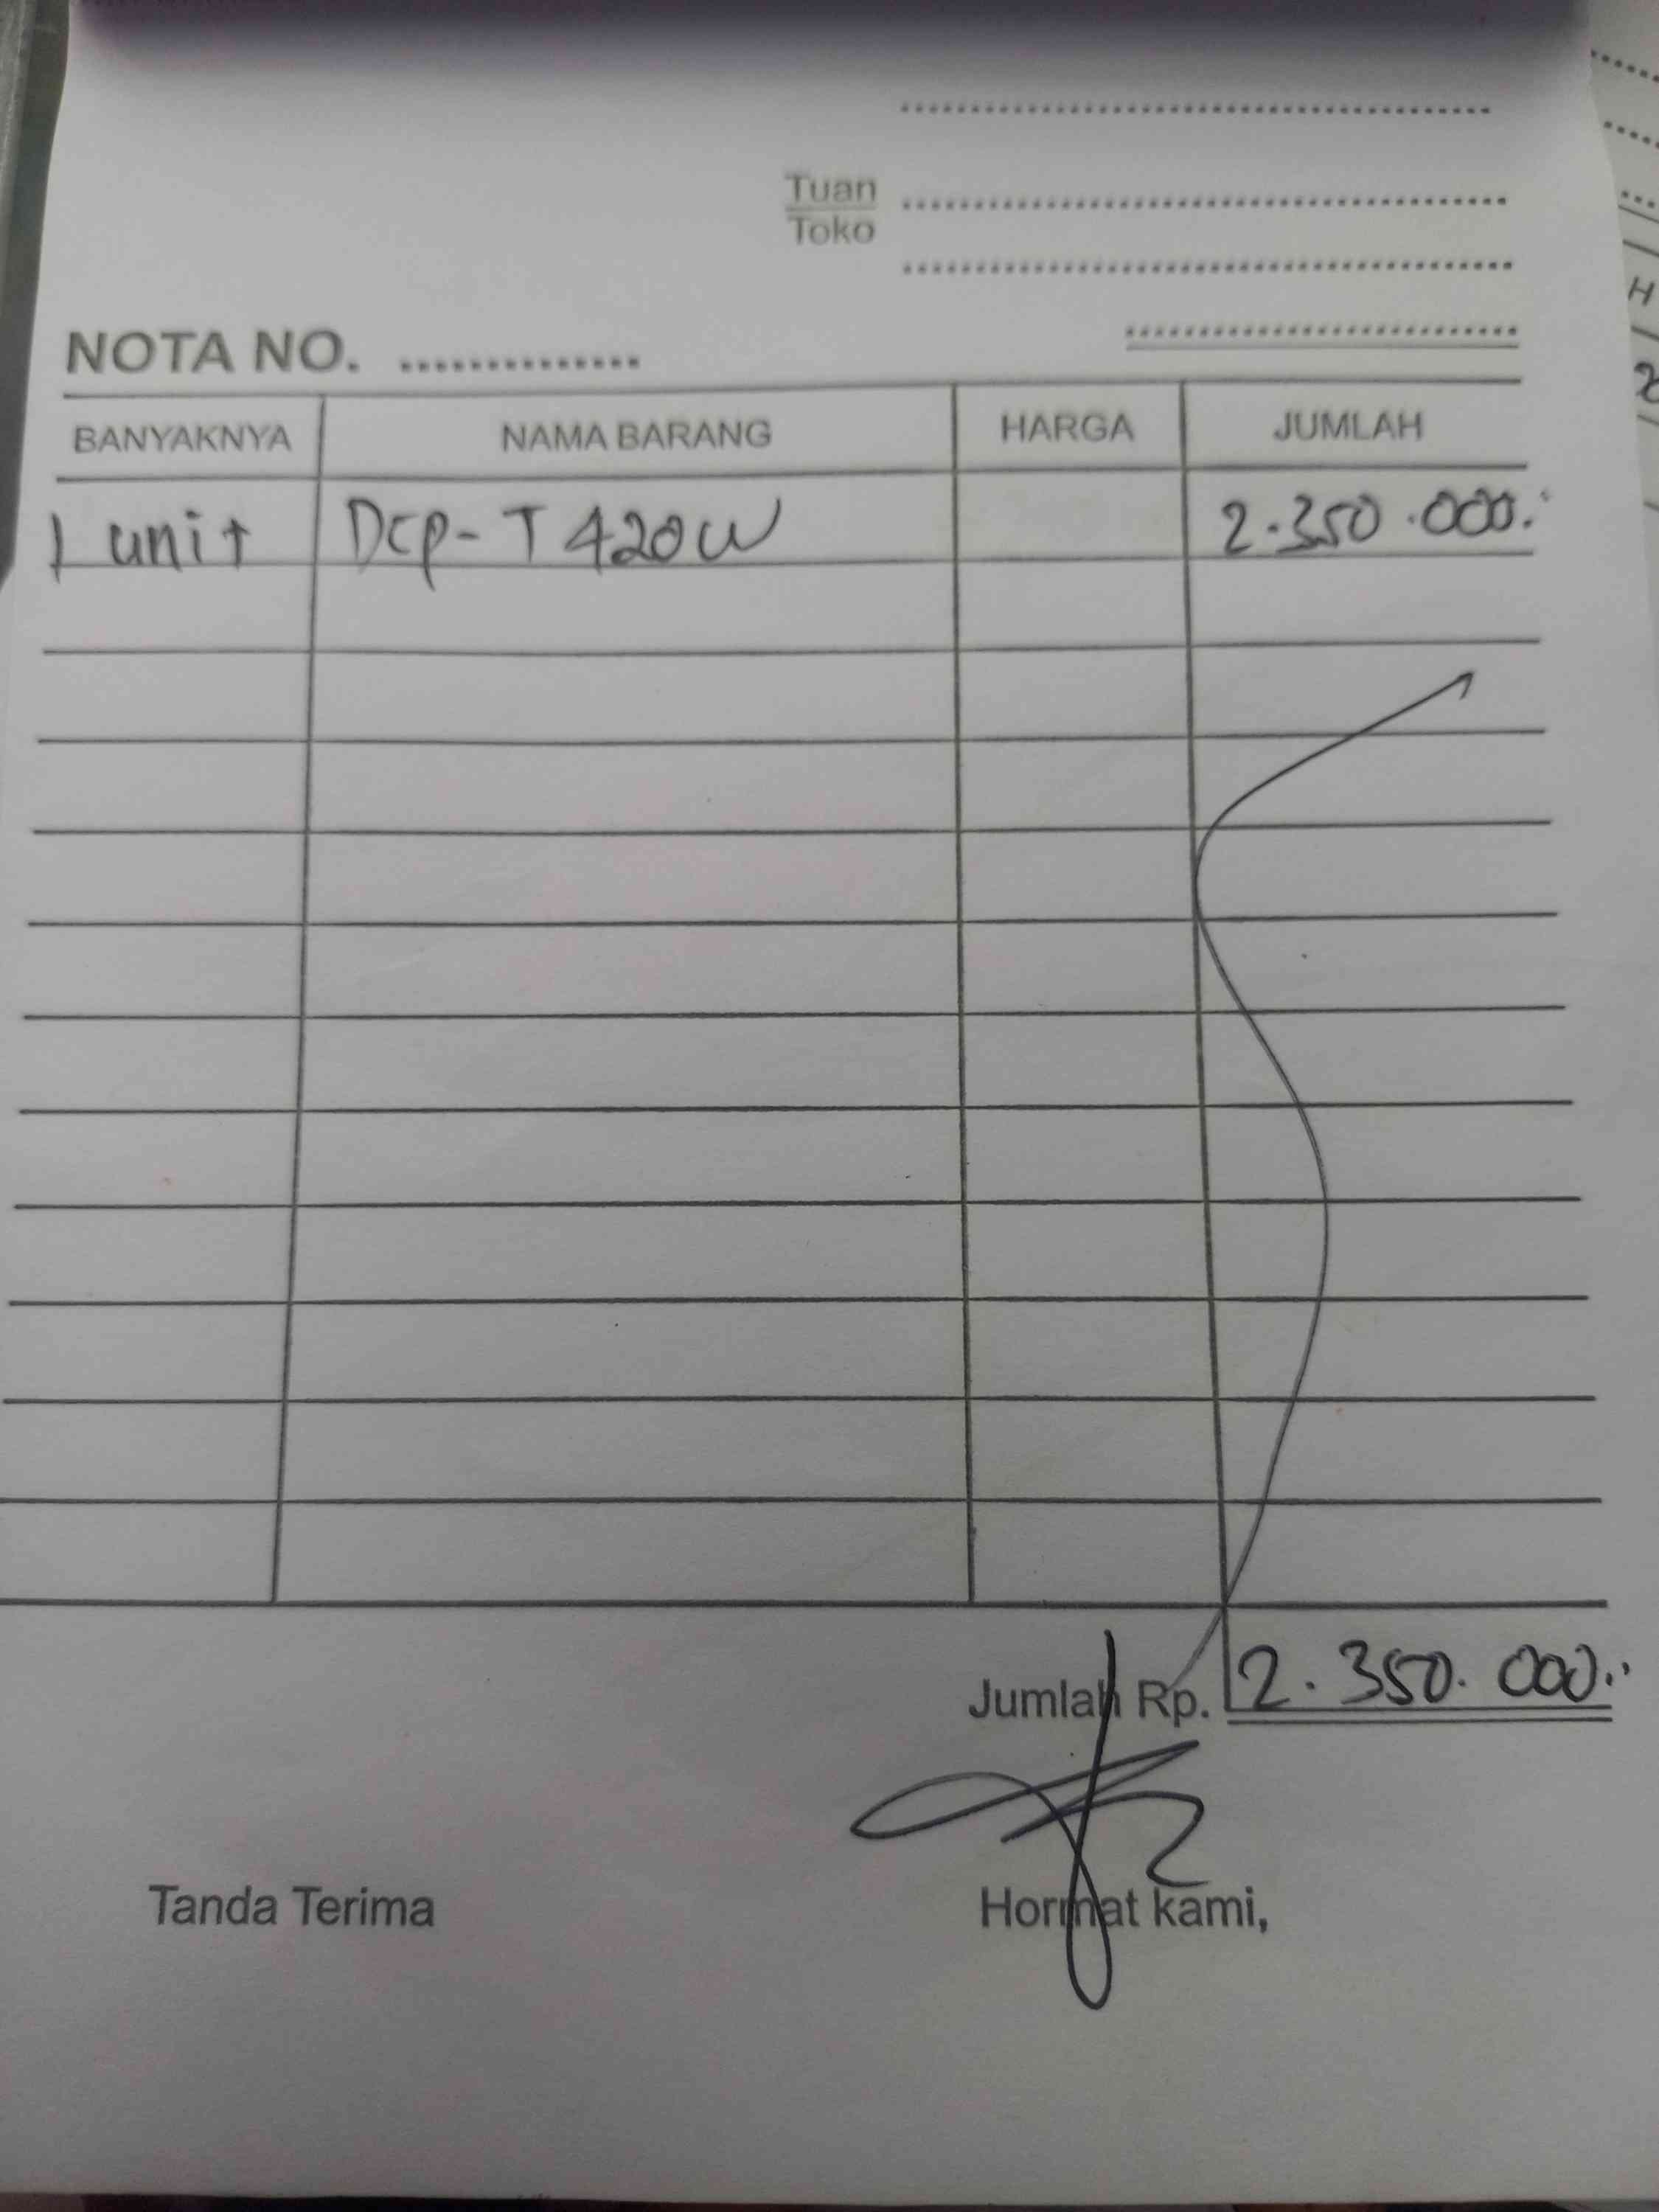 Tuan
Toko
NOTA NO. ..............
BANYAKNYA NAMA BARANG HARGA JUMLAH
1 unit Dcp-T420W 2.350.000.
Jumlah Rp. 2.350.000.
Tanda Terima Hormat kami,